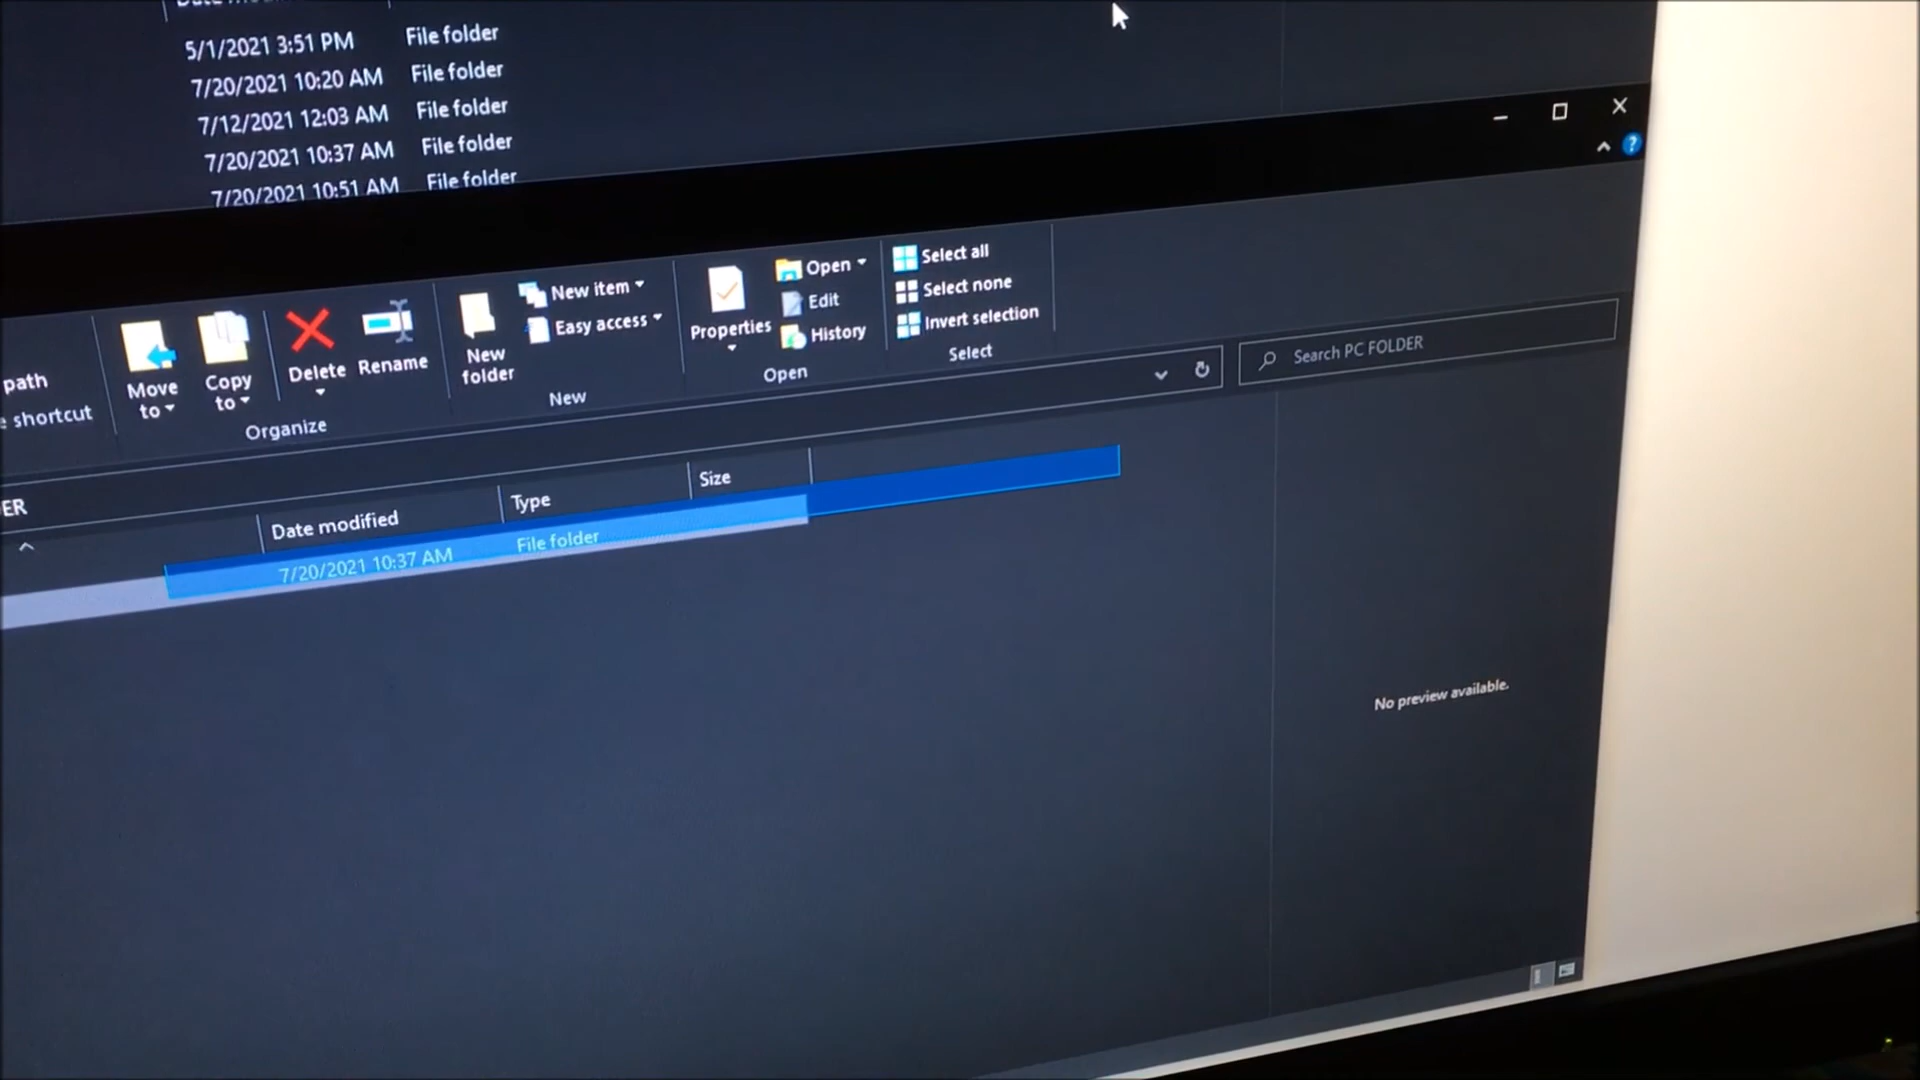 5/1/2021 3:51 PM File folder
7/20/2021 10:20 AM File folder
7/12/2021 12:03 AM File folder
7/20/2021 10:37 AM File folder
7/20/2021 10:51 AM File folder
?
path
shortcut
Move to
Copy to
Delete
Rename
Organize
New folder
New item
Easy access
New
Properties
Open
Edit
History
Open
Select all
Select none
Invert selection
Select
ER
Search PC FOLDER
Date modified Type Size
7/20/2021 10:37 AM File folder
No preview available.